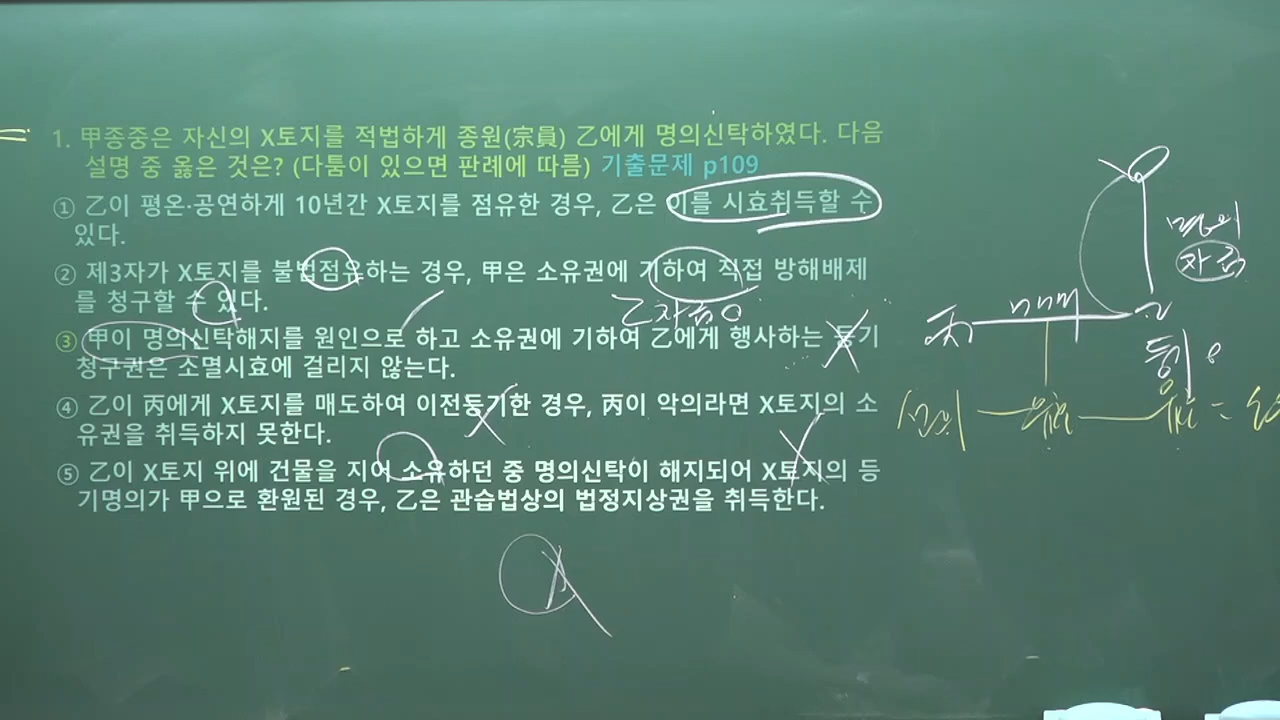 1. 甲종중은 자신의 X토지를 적법하게 종원(宗員) 乙에게 명의신탁하였다. 다음
설명 중 옳은 것은? (다툼이 있으면 판례에 따름) 기출문제 p109
① 乙이 평온·공연하게 10년간 X토지를 점유한 경우, 乙은 이를 시효취득할 수
있다.
② 제3자가 X토지를 불법점유하는 경우, 甲은 소유권에 기하여 직접 방해배제
를 청구할 수 있다.
③ 甲이 명의신탁해지를 원인으로 하고 소유권에 기하여 乙에게 행사하는 등기
청구권은 소멸시효에 걸리지 않는다.
④ 乙이 丙에게 X토지를 매도하여 이전등기한 경우, 丙이 악의라면 X토지의 소
유권을 취득하지 못한다.
⑤ 乙이 X토지 위에 건물을 지어 소유하던 중 명의신탁이 해지되어 X토지의 등
기명의가 甲으로 환원된 경우, 乙은 관습법상의 법정지상권을 취득한다.
명의
매매
丙
乙
등기